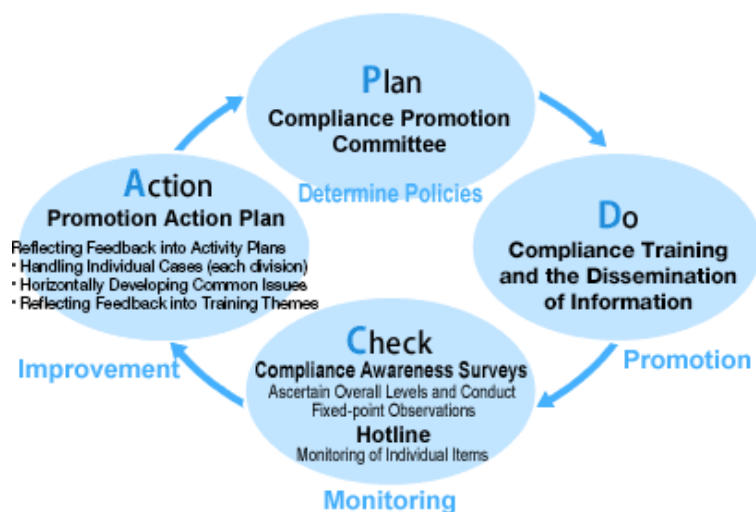 Plan
Compliance Promotion
Committee
Determine Policies
Do
Compliance Training
and the Dissemination
of Information
Promotion
Check
Compliance Awareness Surveys
Ascertain Overall Levels and Conduct
Fixed-point Observations
Hotline
Monitoring of Individual Items
Monitoring
Action
Promotion Action Plan
Reflecting Feedback into Activity Plans
・Handling Individual Cases (each division)
・Horizontally Developing Common Issues
・Reflecting Feedback into Training Themes
Improvement